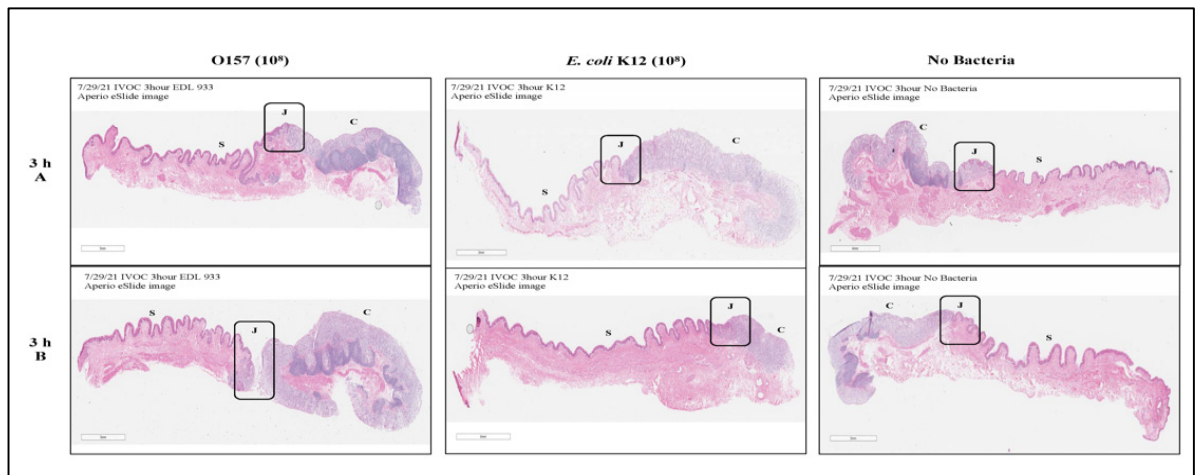 O157 (10⁸)
E. coli K12 (10⁸)
No Bacteria
3 h
A
7/29/21 IVOC 3hour EDL 933
Aperio eSlide image
S
J
C
7/29/21 IVOC 3hour K12
Aperio eSlide image
S
J
C
7/29/21 IVOC 3hour No Bacteria
Aperio eSlide image
C
J
S
3 h
B
7/29/21 IVOC 3hour EDL 933
Aperio eSlide image
S
J
C
7/29/21 IVOC 3hour K12
Aperio eSlide image
S
J
C
7/29/21 IVOC 3hour No Bacteria
Aperio eSlide image
C
J
S